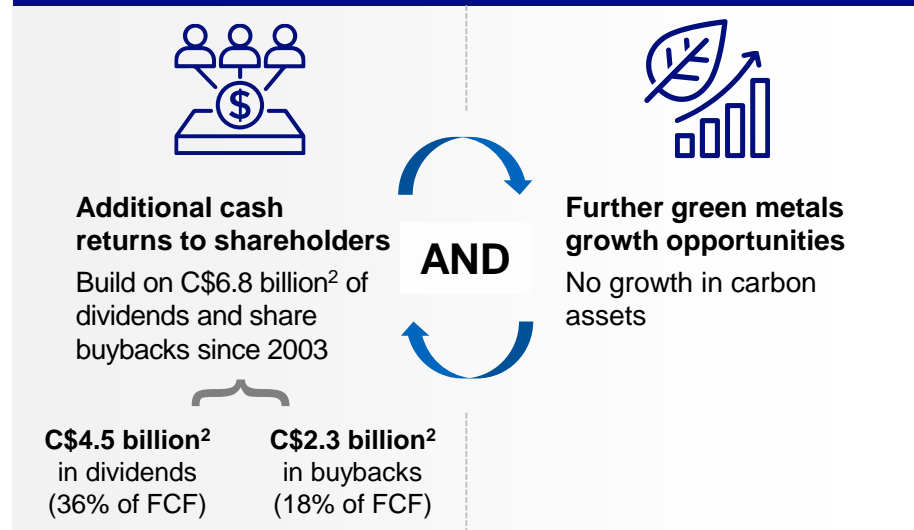 $
Additional cash
returns to shareholders
Build on C$6.8 billion² of
dividends and share
buybacks since 2003
C$4.5 billion²
in dividends
(36% of FCF)
C$2.3 billion²
in buybacks
(18% of FCF)
AND
Further green metals
growth opportunities
No growth in carbon
assets